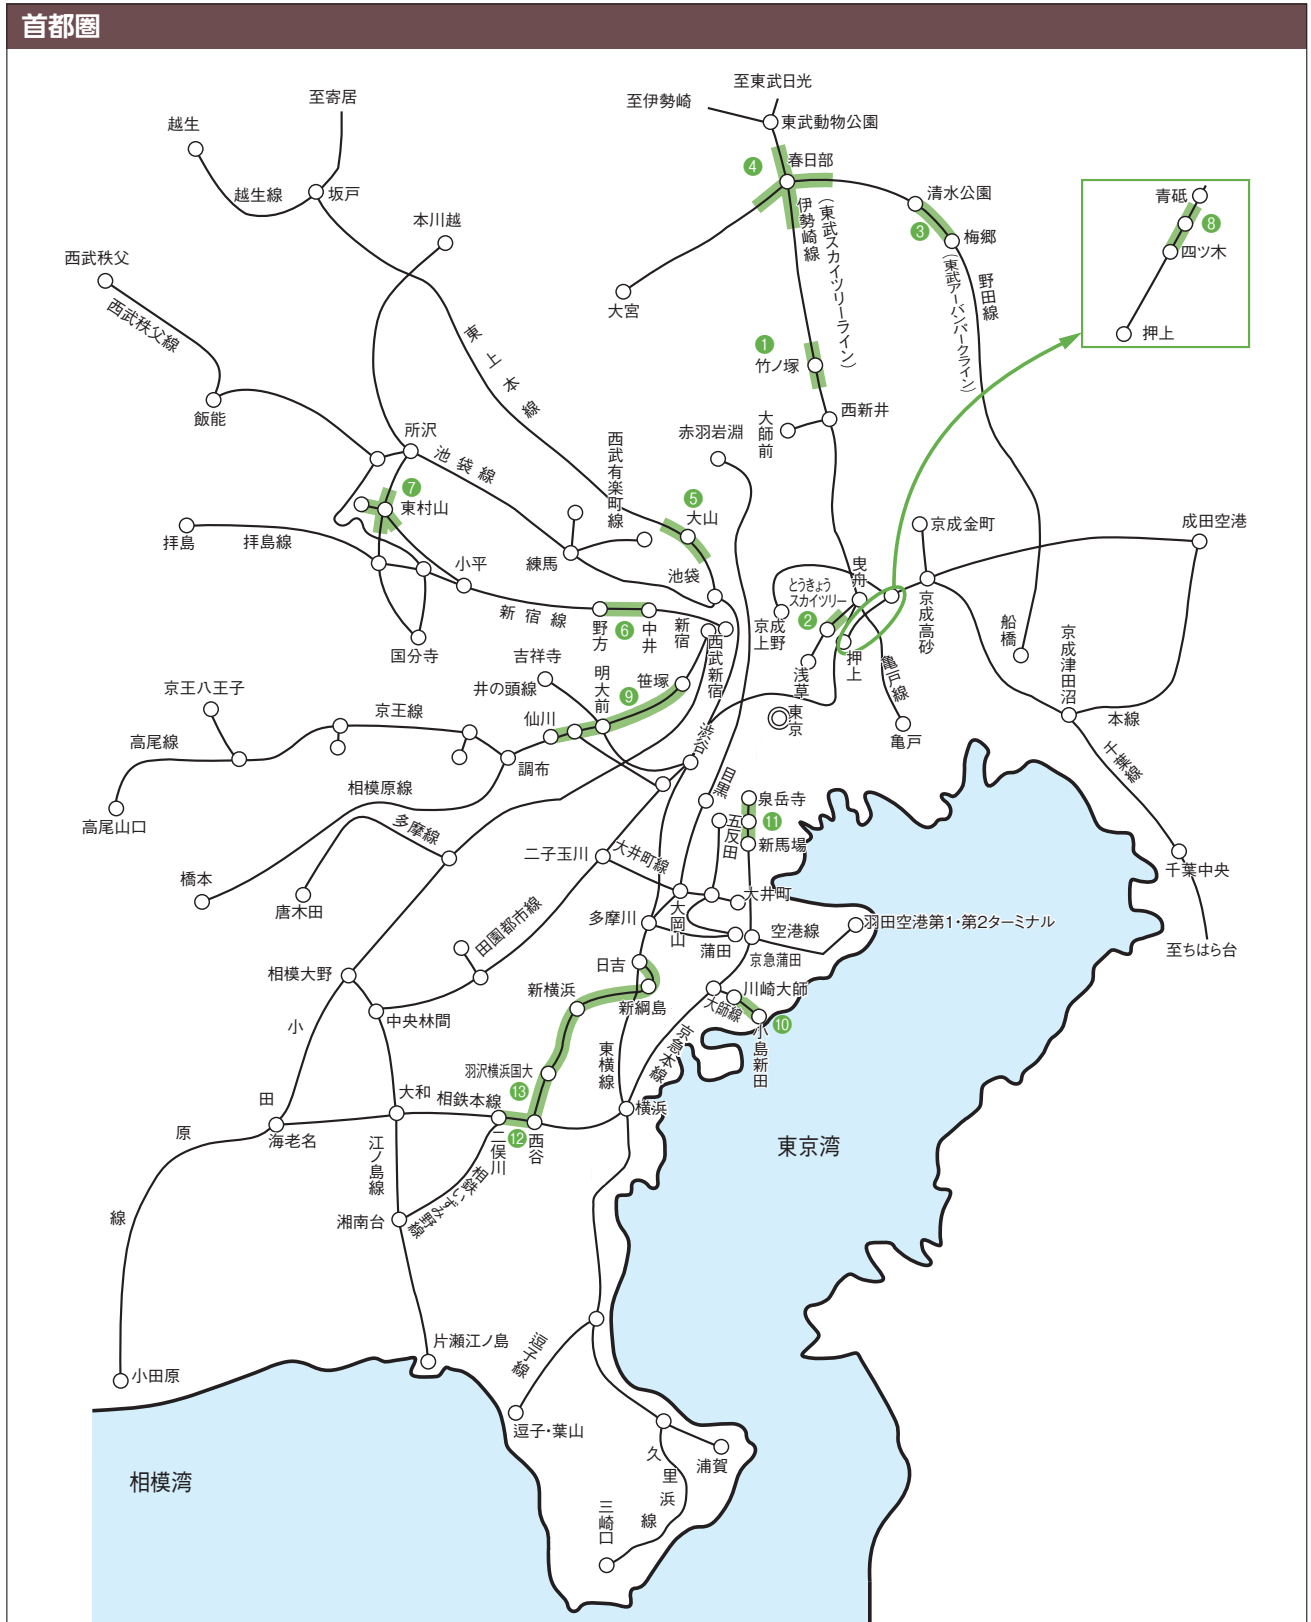 首都圏
至東武日光
至寄居
至伊勢崎
越生
東武動物公園
④
春日部
越生線
坂戸
清水公園
青砥
伊勢崎線
(東武スカイツリーライン)
本川越
③
⑧
梅郷
四ツ木
西武秩父
(東武アーバンパークライン)
野田線
西武秩父線
大宮
東上本線
①
竹ノ塚
押上
飯能
西新井
大師前
所沢
赤羽岩淵
西武有楽町線
池袋線
⑦
東村山
⑤
大山
京成金町
成田空港
拝島
拝島線
小平
練馬
池袋
曳舟
とうきょう
スカイツリー
②
京成高砂
新宿線
野方
⑥
中井
新宿
西武新宿
京成
上野
浅草
押上
亀戸線
船橋
京成津田沼
国分寺
吉祥寺
井の頭線
明大前
笹塚
⑨
京王八王子
京王線
仙川
渋谷
東京
亀戸
本線
高尾線
調布
千葉線
相模原線
目黒
泉岳寺
高尾山口
多摩線
五反田
⑪
新馬場
二子玉川
大井町線
千葉中央
橋本
唐木田
大井町
田園都市線
多摩川
大岡山
蒲田
空港線
羽田空港第1・第2ターミナル
至ちはら台
京急蒲田
相模大野
日吉
新横浜
新綱島
川崎大師
大師線
⑩
小島新田
中央林間
京急本線
東横線
羽沢横浜国大
⑬
大和
相鉄本線
横浜
海老名
⑫
二俣川
西谷
東京湾
小田原線
江ノ島線
相鉄いずみ野線
湘南台
片瀬江ノ島
逗子線
小田原
逗子・葉山
浦賀
久里浜線
相模湾
三崎口